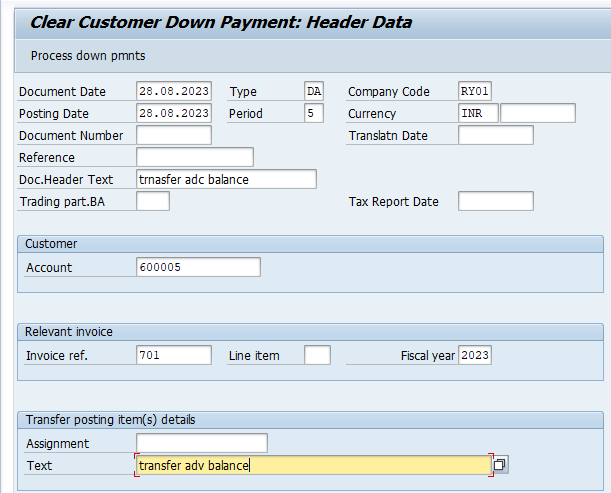 Clear Customer Down Payment: Header Data
Process down pmnts
Document Date 28.08.2023 Type DA Company Code RY01
Posting Date 28.08.2023 Period 5 Currency INR
Document Number Translatn Date
Reference
Doc.Header Text trnasfer adc balance
Trading part.BA Tax Report Date
Customer
Account 600005
Relevant invoice
Invoice ref. 701 Line item Fiscal year 2023
Transfer posting item(s) details
Assignment
Text transfer adv balance